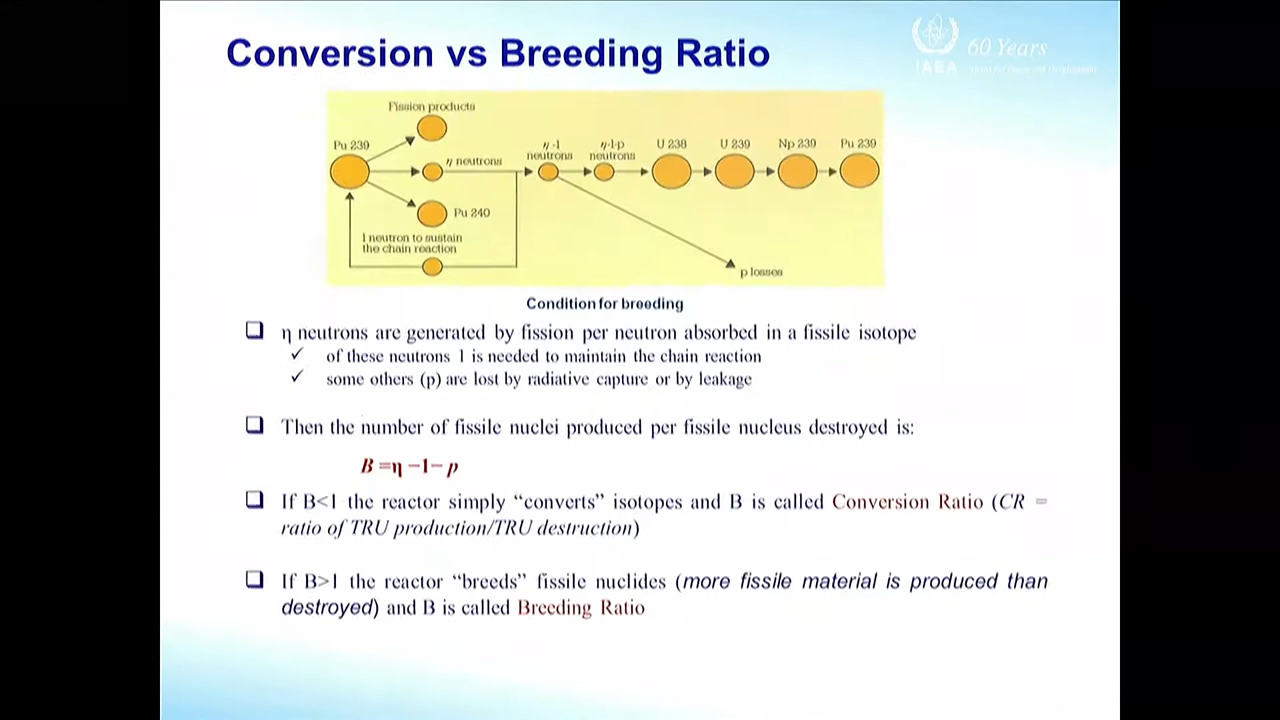 Conversion vs Breeding Ratio
60 Years
IAEA
Fission products
Pu 239
η neutrons
η -1
neutrons
η-1-p
neutrons
U 238
U 239
Np 239
Pu 239
Pu 240
1 neutron to sustain
the chain reaction
p losses
Condition for breeding
❑ η neutrons are generated by fission per neutron absorbed in a fissile isotope
✓ of these neutrons 1 is needed to maintain the chain reaction
✓ some others (p) are lost by radiative capture or by leakage
❑ Then the number of fissile nuclei produced per fissile nucleus destroyed is:
B =η –1– p
❑ If B<1 the reactor simply “converts” isotopes and B is called Conversion Ratio (CR =
ratio of TRU production/TRU destruction)
❑ If B>1 the reactor “breeds” fissile nuclides (more fissile material is produced than
destroyed) and B is called Breeding Ratio